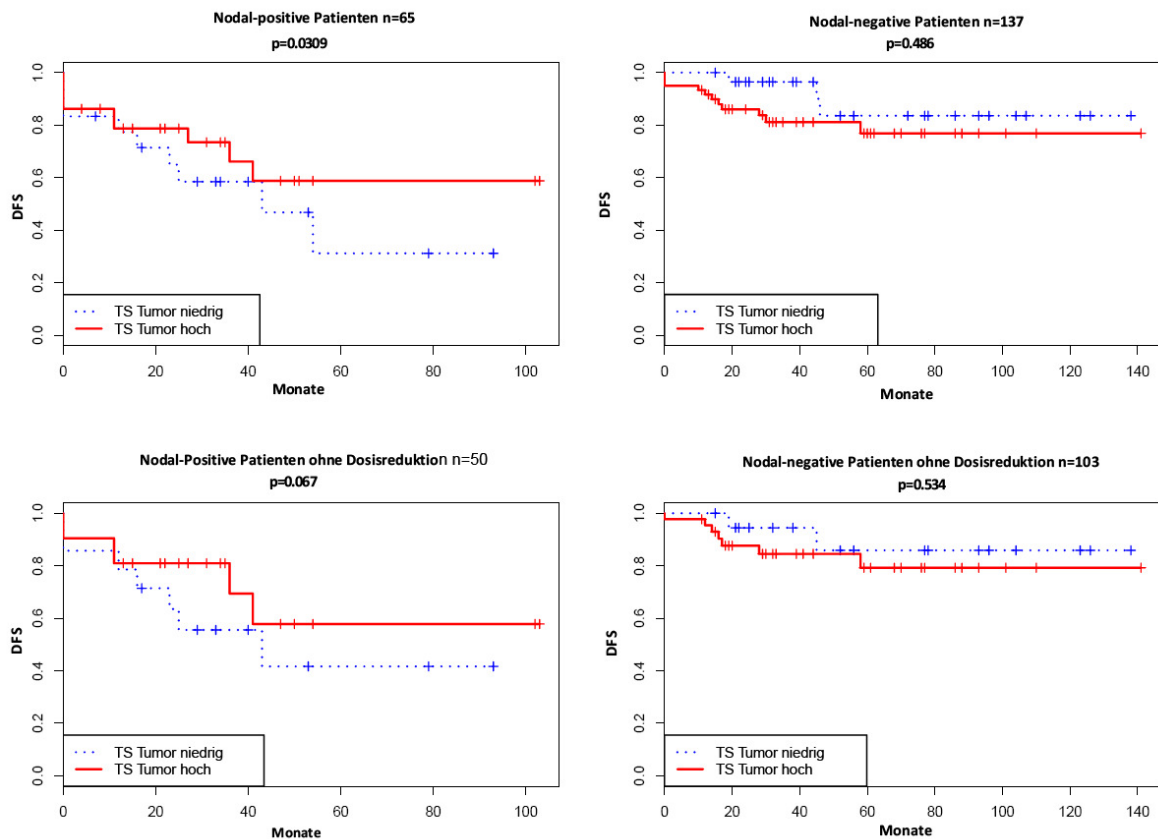 Nodal-positive Patienten n=65
p=0.0309
DFS
1.0
0.8
0.6
0.4
0.2
0.0
TS Tumor niedrig
TS Tumor hoch
0 20 40 60 80 100
Monate
Nodal-negative Patienten n=137
p=0.486
DFS
1.0
0.8
0.6
0.4
0.2
0.0
TS Tumor niedrig
TS Tumor hoch
0 20 40 60 80 100 120 140
Monate
Nodal-Positive Patienten ohne Dosisreduktion n=50
p=0.067
DFS
1.0
0.8
0.6
0.4
0.2
0.0
TS Tumor niedrig
TS Tumor hoch
0 20 40 60 80 100
Monate
Nodal-negative Patienten ohne Dosisreduktion n=103
p=0.534
DFS
1.0
0.8
0.6
0.4
0.2
0.0
TS Tumor niedrig
TS Tumor hoch
0 20 40 60 80 100 120 140
Monate